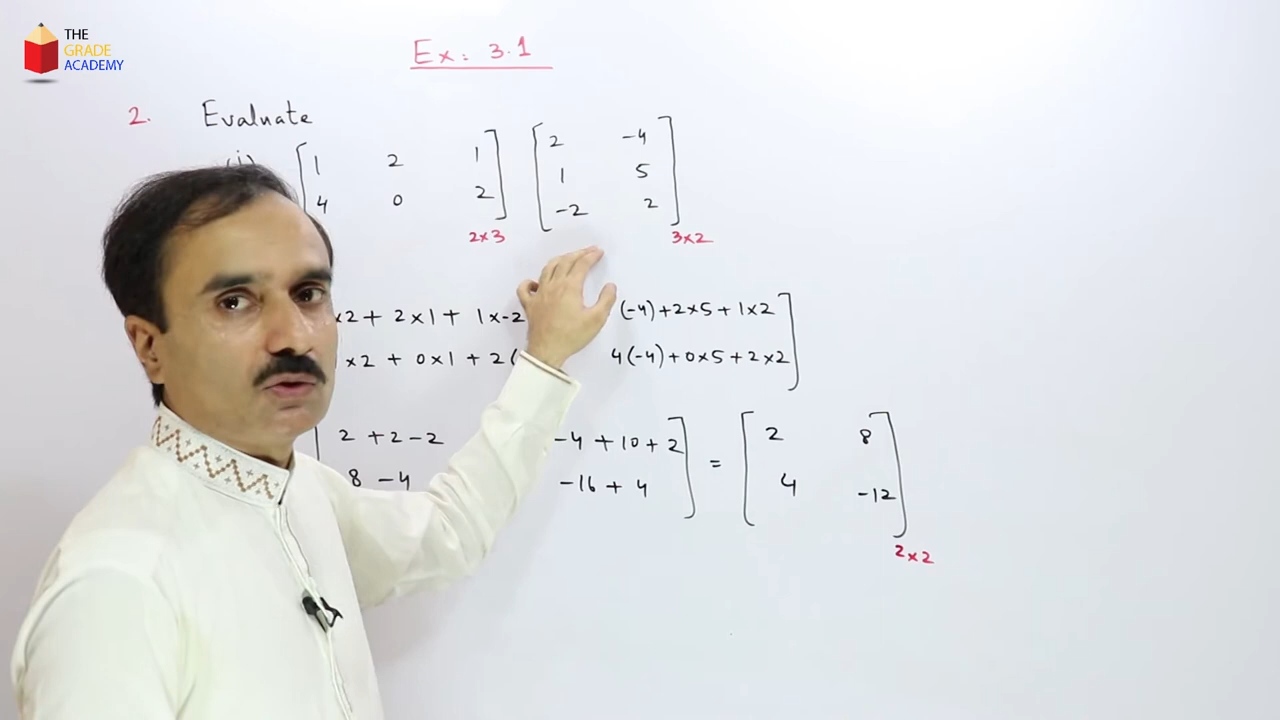 THE
GRADE
ACADEMY
Ex: 3.1
2. Evaluate
(i) [ 1 2 1 ] [ 2 -4 ]
4 0 2 1 5
-2 2
2x3 3x2
x2 + 2x1 + 1x-2 (-4)+2x5+1x2 ]
x2 + 0x1 + 2( 4(-4)+0x5+2x2
2 +2-2 -4 +10+2 ] = [ 2 8 ]
8 -4 -16 + 4 4 -12
2x2